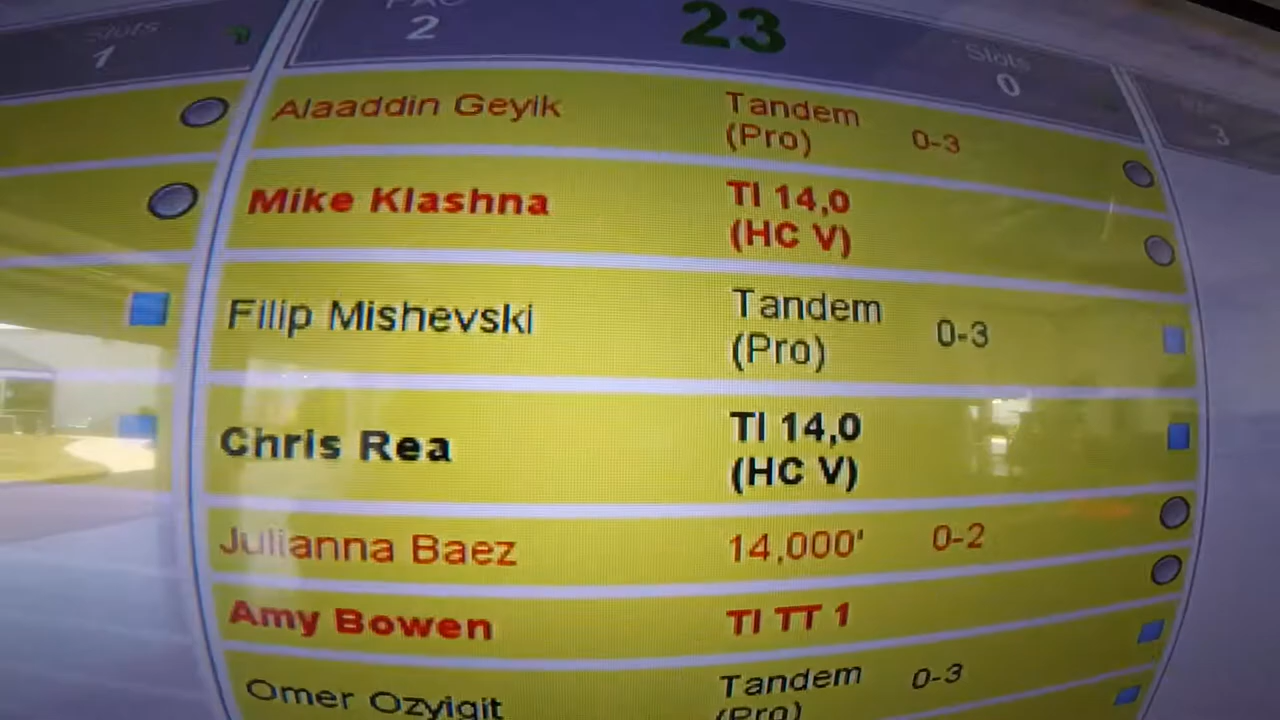 Slots
1
2
23
Slots
0
3
Alaaddin Geyik Tandem
(Pro) 0-3
Mike Klashna TI 14,0
(HC V)
Filip Mishevski Tandem
(Pro) 0-3
Chris Rea TI 14,0
(HC V)
Julianna Baez 14,000' 0-2
Amy Bowen TI TT 1
Omer Ozyigit Tandem 0-3
(Pro)